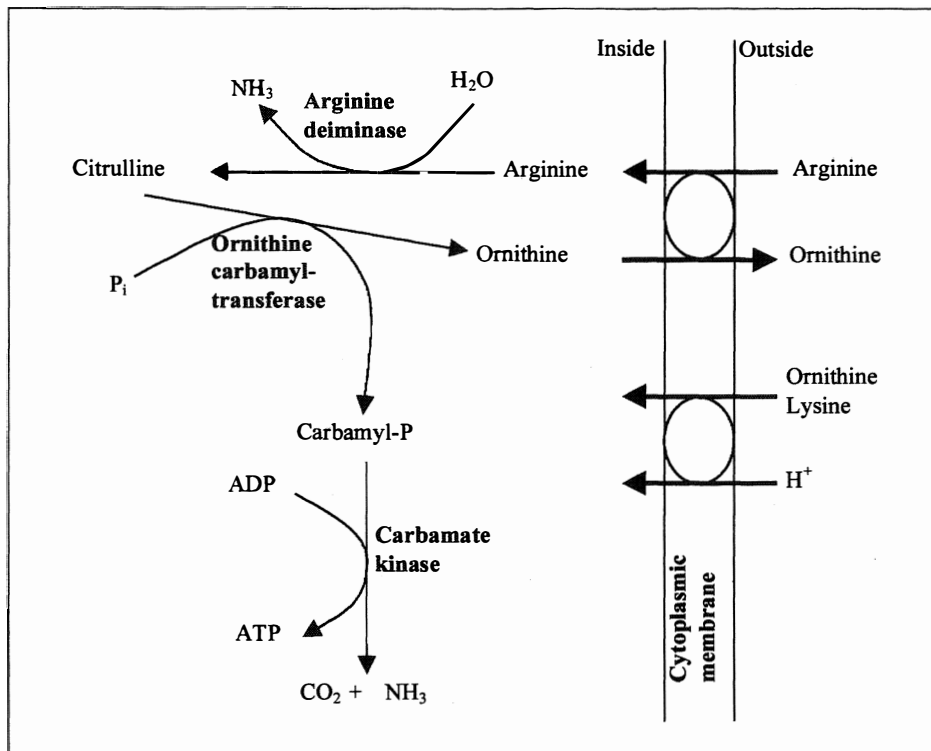 Inside Outside
NH₃ H₂O
Arginine
deiminase
Citrulline Arginine Arginine
Ornithine
carbamyl-
transferase
Ornithine Ornithine
Pᵢ
Ornithine
Lysine
Carbamyl-P
ADP H⁺
Carbamate
kinase
ATP
CO₂ + NH₃
Cytoplasmic
membrane